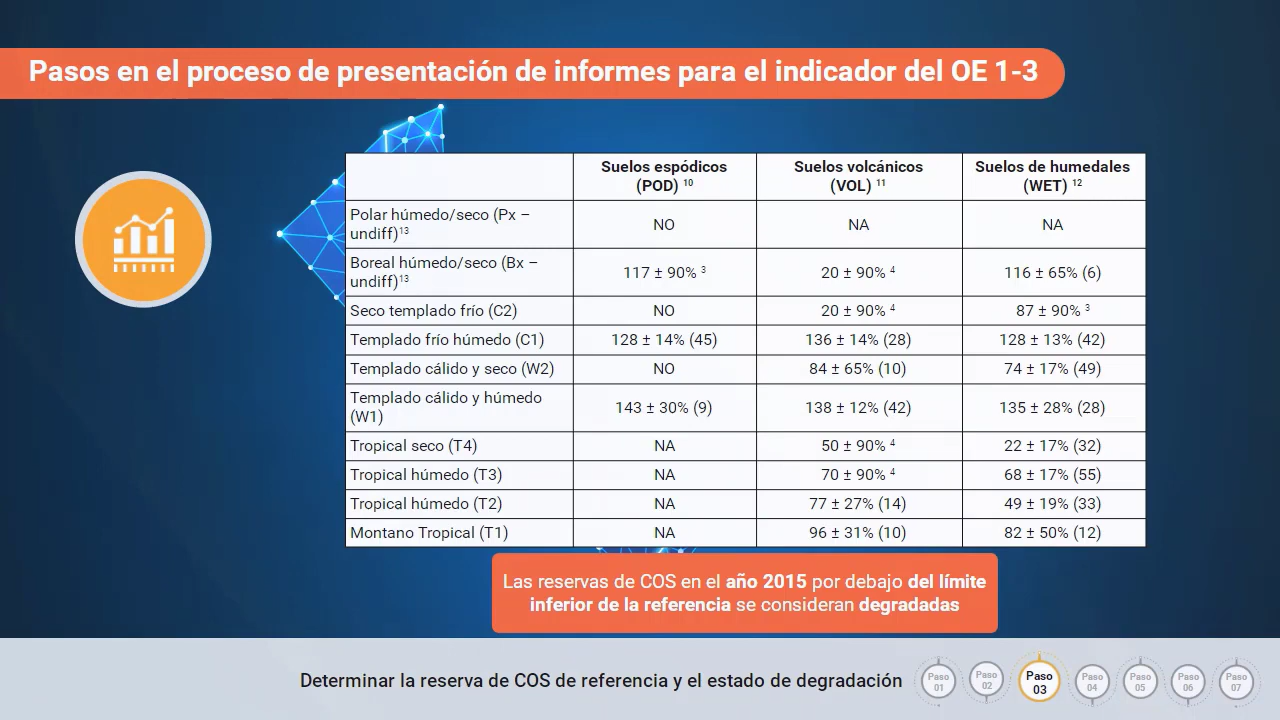 Pasos en el proceso de presentación de informes para el indicador del OE 1-3
Suelos espódicos (POD) 10 Suelos volcánicos (VOL) 11 Suelos de humedales (WET) 12
Polar húmedo/seco (Px – undiff)13 NO NA NA
Boreal húmedo/seco (Bx – undiff)13 117 ± 90% 3 20 ± 90% 4 116 ± 65% (6)
Seco templado frío (C2) NO 20 ± 90% 4 87 ± 90% 3
Templado frío húmedo (C1) 128 ± 14% (45) 136 ± 14% (28) 128 ± 13% (42)
Templado cálido y seco (W2) NO 84 ± 65% (10) 74 ± 17% (49)
Templado cálido y húmedo (W1) 143 ± 30% (9) 138 ± 12% (42) 135 ± 28% (28)
Tropical seco (T4) NA 50 ± 90% 4 22 ± 17% (32)
Tropical húmedo (T3) NA 70 ± 90% 4 68 ± 17% (55)
Tropical húmedo (T2) NA 77 ± 27% (14) 49 ± 19% (33)
Montano Tropical (T1) NA 96 ± 31% (10) 82 ± 50% (12)
Las reservas de COS en el año 2015 por debajo del límite
inferior de la referencia se consideran degradadas
Determinar la reserva de COS de referencia y el estado de degradación
Paso 01
Paso 02
Paso 03
Paso 04
Paso 05
Paso 06
Paso 07